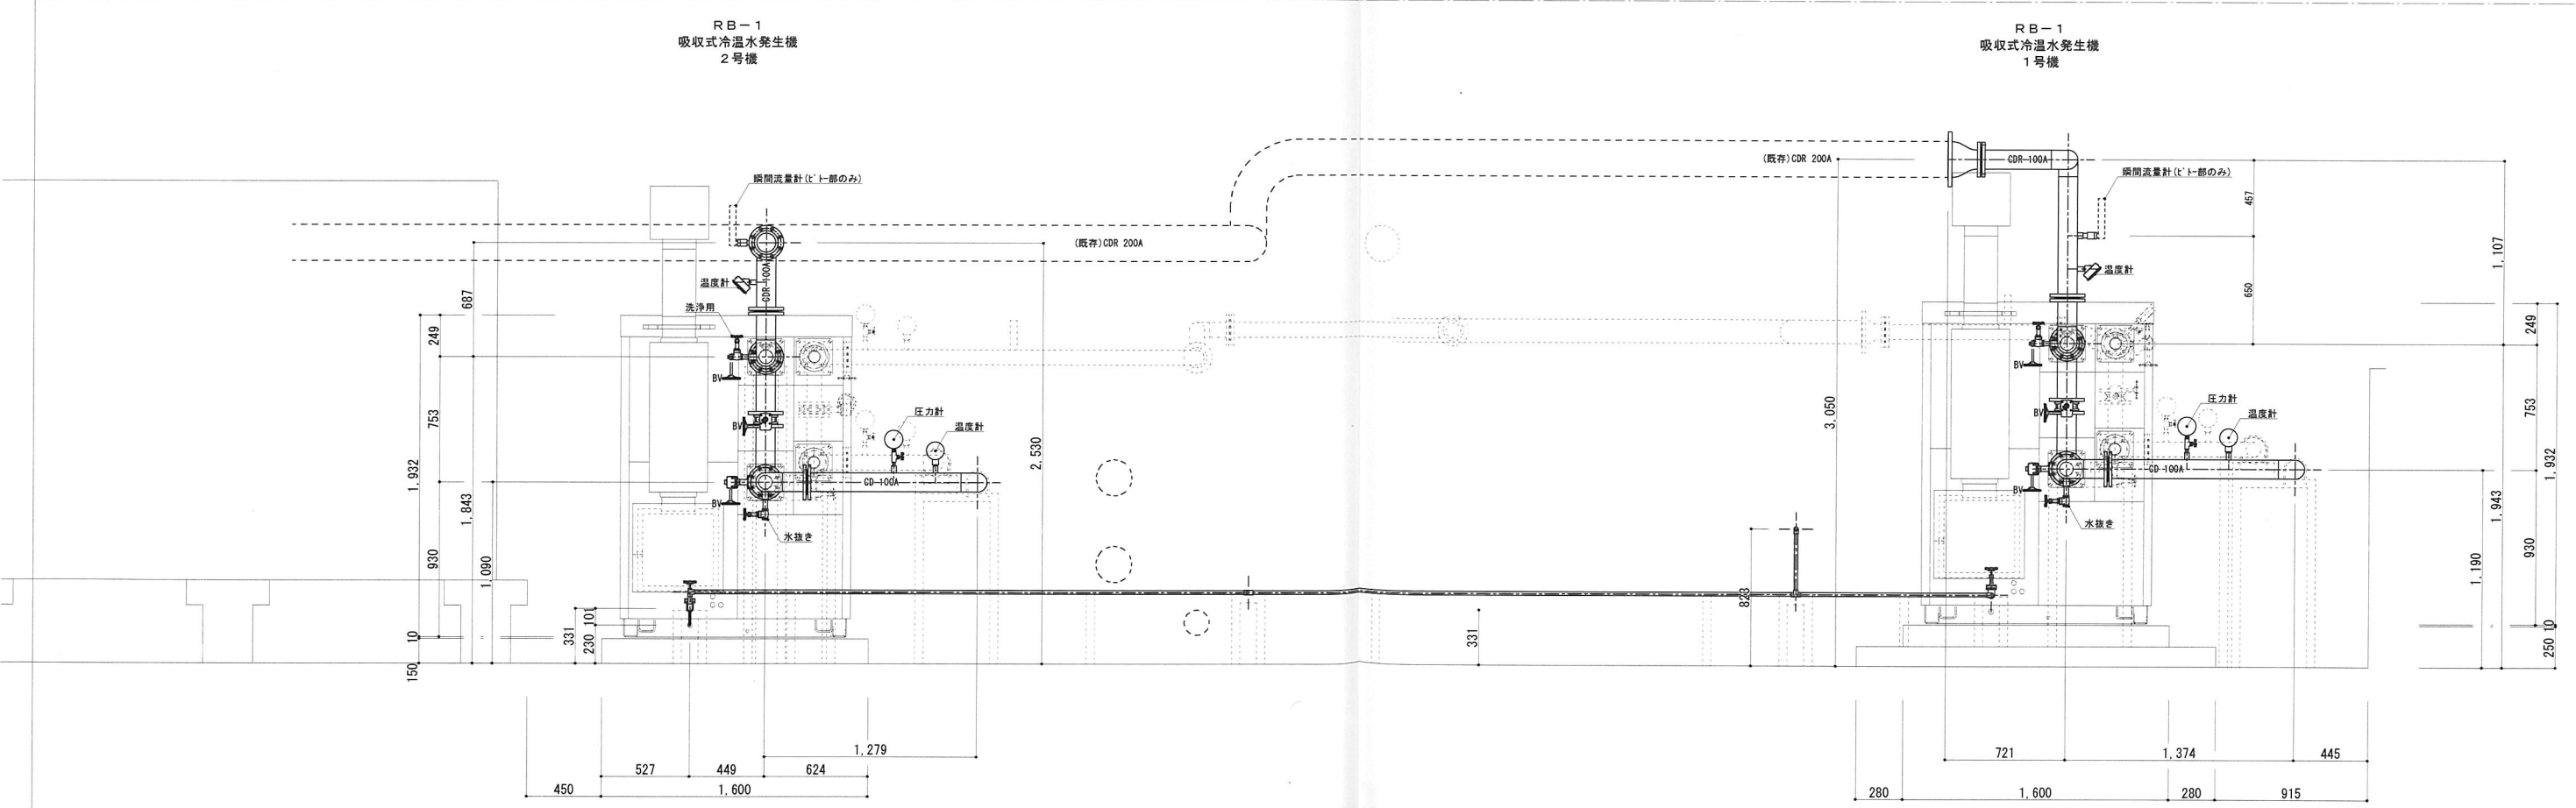 RB-1
吸収式冷温水発生機
2号機
RB-1
吸収式冷温水発生機
1号機
瞬間流量計(ピトー部のみ)
(既存)CDR 200A
温度計
CDR-100A
洗浄用
BV
BV
BV
圧力計
温度計
CD-100A
水抜き
687
249
753
1,932
1,843
930
1,090
10
150
331
101
230
2,530
1,279
527
449
624
450
1,600
(既存)CDR 200A
CDR-100A
瞬間流量計(ピトー部のみ)
温度計
457
650
1,107
BV
BV
BV
圧力計
温度計
CD-100A
水抜き
3,050
823
331
249
753
1,932
1,943
930
1,190
10
250
721
1,374
445
280
1,600
280
915